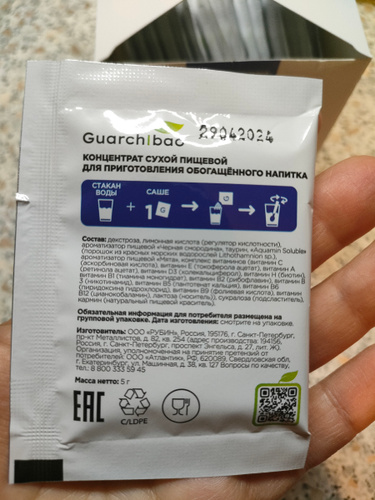 Guarchibao
29042024
КОНЦЕНТРАТ СУХОЙ ПИЩЕВОЙ
ДЛЯ ПРИГОТОВЛЕНИЯ ОБОГАЩЁННОГО НАПИТКА
СТАКАН ВОДЫ + САШЕ 1 G
Состав: декстроза, лимонная кислота (регулятор кислотности),
ароматизатор пищевой «Черная смородина», таурин, «Aquamin Soluble»
(порошок из красных морских водорослей Lithothamnion sp.),
ароматизатор пищевой «Мята», комплекс витаминов (витамин С
(аскорбиновая кислота), витамин Е (токоферола ацетат), витамин А
(ретинола ацетат), витамин D3 (холекальциферол), витамин Н (биотин),
витамин В1 (тиамина мононитрат), витамин В2 (рибофлавин), витамин В
3 (никотинамид), витамин В5 (пантотенат кальция), витамин В6
(пиридоксина гидрохлорид), витамин В9 (фолиевая кислота), витамин
В12 (цианокобаламин), лактоза (носитель)), сукралоза (подсластитель),
кармин (натуральный пищевой краситель).
Обязательная информация для потребителя размещена на
групповой упаковке. Дата изготовления: смотрите на упаковке.
Изготовитель: ООО «РУБИН», Россия, 195176, г. Санкт-Петербург,
пр-кт Металлистов, д. 82, кв. 254 (адрес производства: 194156,
Россия, г. Санкт-Петербург, проспект Энгельса, д. 27, лит. Ж).
Организация, уполномоченная на принятие претензий от
потребителей: ООО «АТЛАНТИК», РФ, 620089, Свердловская обл,
г. Екатеринбург, ул. Машинная, д. 38, кв. 127 Вопросы по качеству,
тел.: 8 800 333 59 45
Масса нетто: 5 г
EAC
C/LDPE